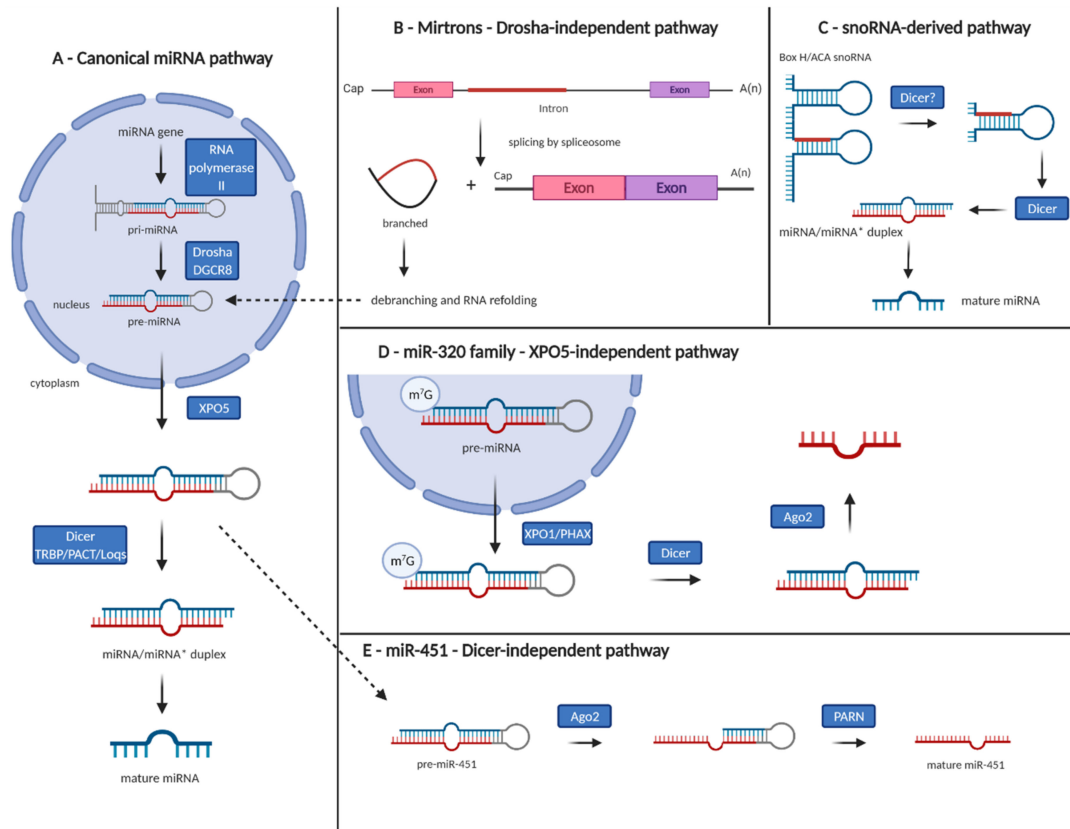 A - Canonical miRNA pathway
miRNA gene
RNA
polymerase
II
pri-miRNA
Drosha
DGCR8
nucleus
pre-miRNA
cytoplasm
XPO5
Dicer
TRBP/PACT/Loqs
miRNA/miRNA* duplex
mature miRNA
B - Mirtrons - Drosha-independent pathway
Cap
Exon
Intron
Exon
A(n)
splicing by spliceosome
branched
+
Cap
Exon
Exon
A(n)
debranching and RNA refolding
C - snoRNA-derived pathway
Box H/ACA snoRNA
Dicer?
Dicer
miRNA/miRNA* duplex
mature miRNA
D - miR-320 family - XPO5-independent pathway
m⁷G
pre-miRNA
XPO1/PHAX
m⁷G
Dicer
Ago2
E - miR-451 - Dicer-independent pathway
pre-miR-451
Ago2
PARN
mature miR-451